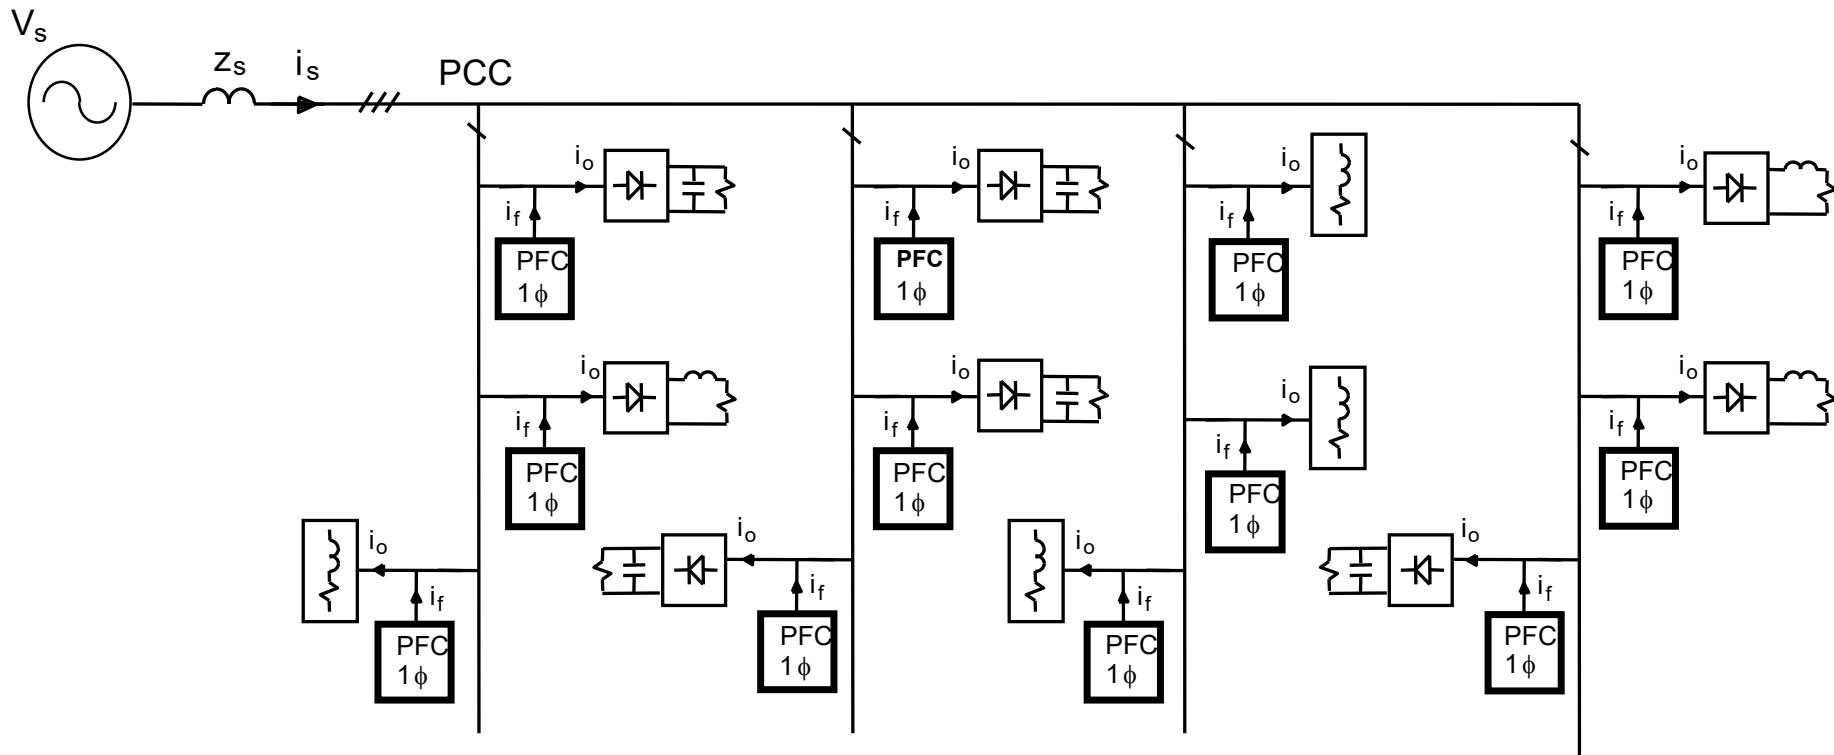 Vs
zs
is
PCC
io
if
PFC
1ϕ
io
if
PFC
1ϕ
io
if
PFC
1ϕ
io
if
PFC
1ϕ
io
if
PFC
1ϕ
io
if
PFC
1ϕ
io
if
PFC
1ϕ
io
if
PFC
1ϕ
io
if
PFC
1ϕ
io
if
PFC
1ϕ
io
if
PFC
1ϕ
io
if
PFC
1ϕ